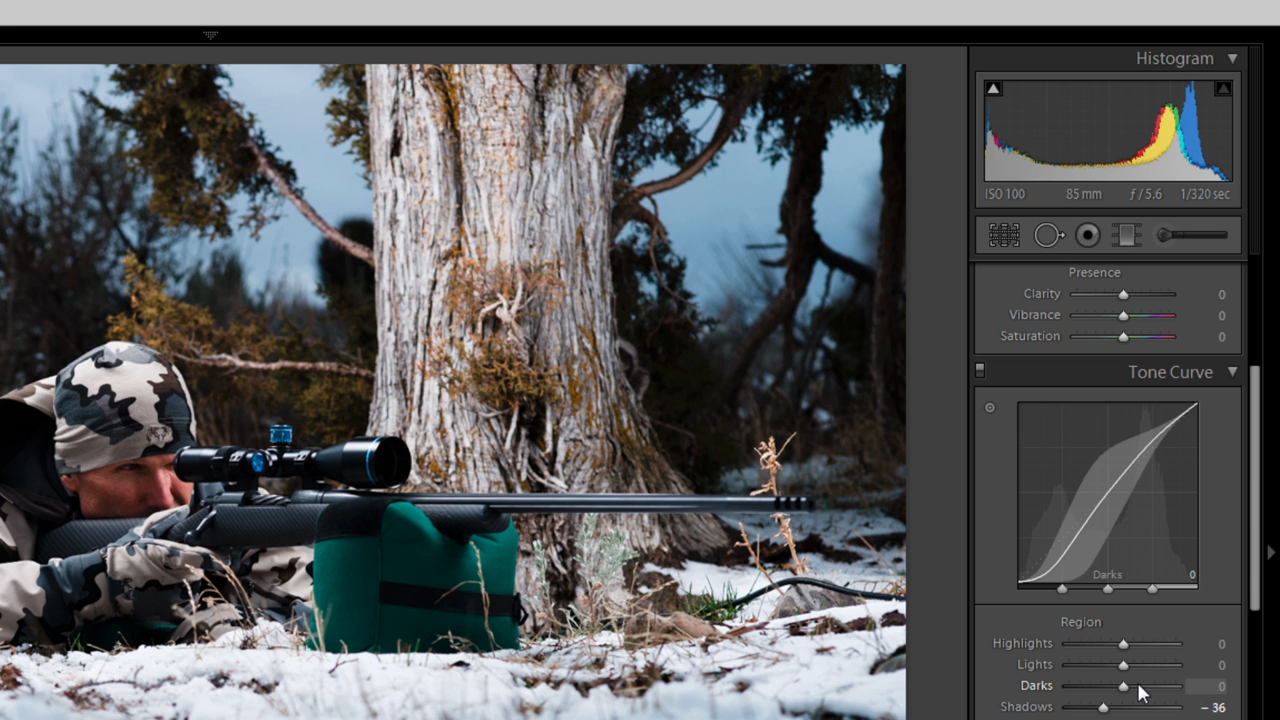 Histogram
ISO 100 85 mm ƒ / 5.6 1/320 sec
Presence
Clarity 0
Vibrance 0
Saturation 0
Tone Curve
Darks 0
Region
Highlights 0
Lights 0
Darks 0
Shadows – 36